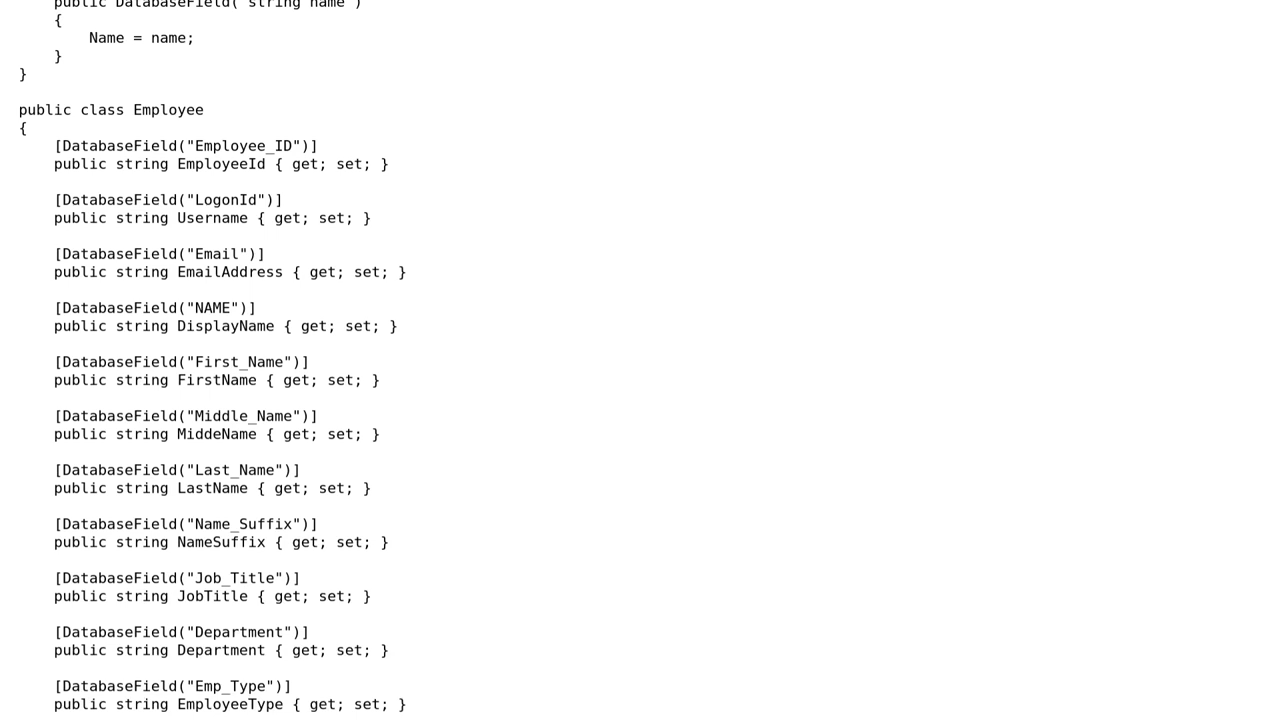 public DatabaseField( string name )
{
Name = name;
}
}
public class Employee
{
[DatabaseField("Employee_ID")]
public string EmployeeId { get; set; }
[DatabaseField("LogonId")]
public string Username { get; set; }
[DatabaseField("Email")]
public string EmailAddress { get; set; }
[DatabaseField("NAME")]
public string DisplayName { get; set; }
[DatabaseField("First_Name")]
public string FirstName { get; set; }
[DatabaseField("Middle_Name")]
public string MiddeName { get; set; }
[DatabaseField("Last_Name")]
public string LastName { get; set; }
[DatabaseField("Name_Suffix")]
public string NameSuffix { get; set; }
[DatabaseField("Job_Title")]
public string JobTitle { get; set; }
[DatabaseField("Department")]
public string Department { get; set; }
[DatabaseField("Emp_Type")]
public string EmployeeType { get; set; }